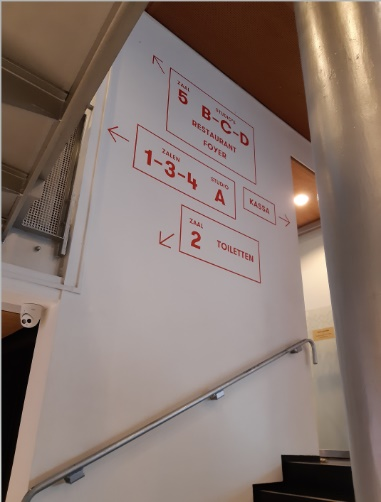 ZAAL STUDIO'S
5 B-C-D
RESTAURANT
FOYER
ZALEN STUDIO
1-3-4 A
KASSA
ZAAL
2 TOILETTEN